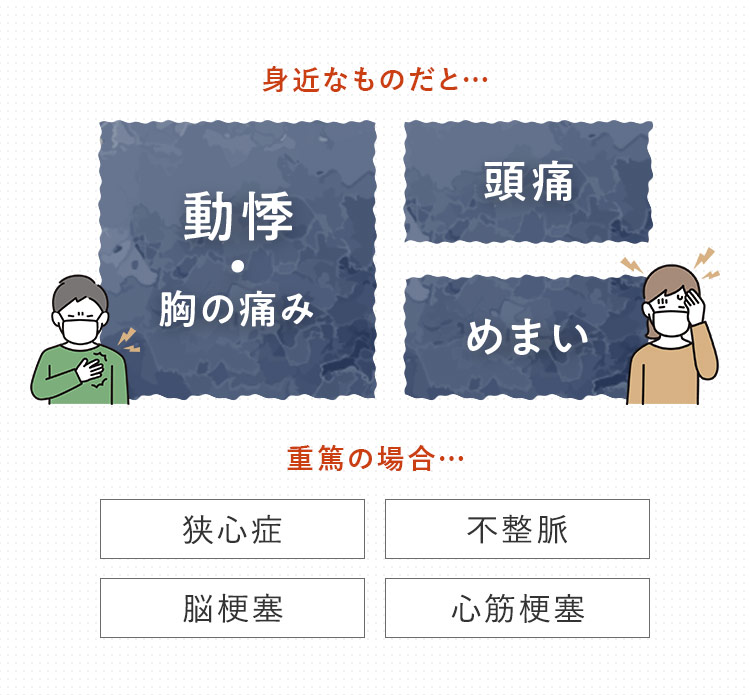 身近なものだと…
動悸
・
胸の痛み
頭痛
めまい
重篤の場合…
狭心症
不整脈
脳梗塞
心筋梗塞